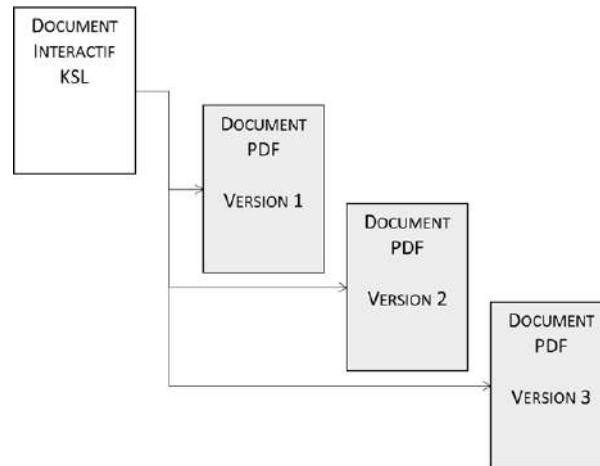 DOCUMENT
INTERACTIF
KSL
DOCUMENT
PDF
VERSION 1
DOCUMENT
PDF
VERSION 2
DOCUMENT
PDF
VERSION 3